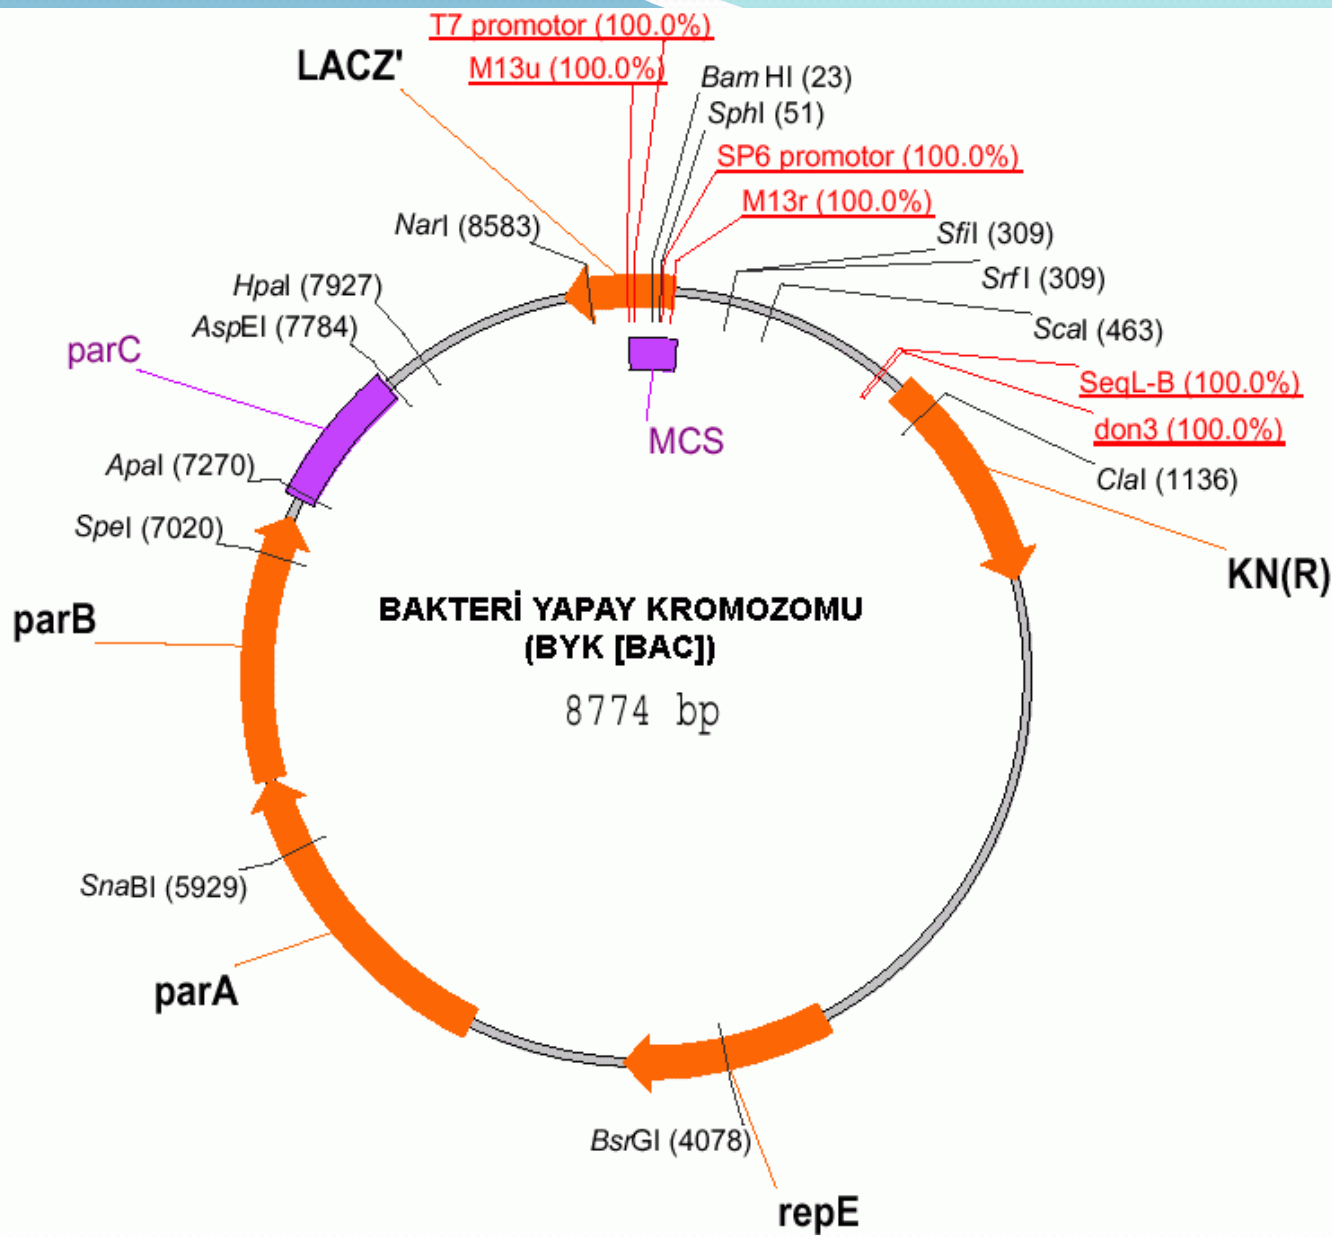 T7 promotor (100.0%)
LACZ'
M13u (100.0%)
BamHI (23)
SphI (51)
SP6 promotor (100.0%)
M13r (100.0%)
NarI (8583)
SfiI (309)
HpaI (7927)
SrfI (309)
AspEI (7784)
ScaI (463)
parC
SeqL-B (100.0%)
don3 (100.0%)
MCS
ApaI (7270)
ClaI (1136)
SpeI (7020)
KN(R)
parB
BAKTERİ YAPAY KROMOZOMU
(BYK [BAC])
8774 bp
SnaBI (5929)
parA
BsrGI (4078)
repE